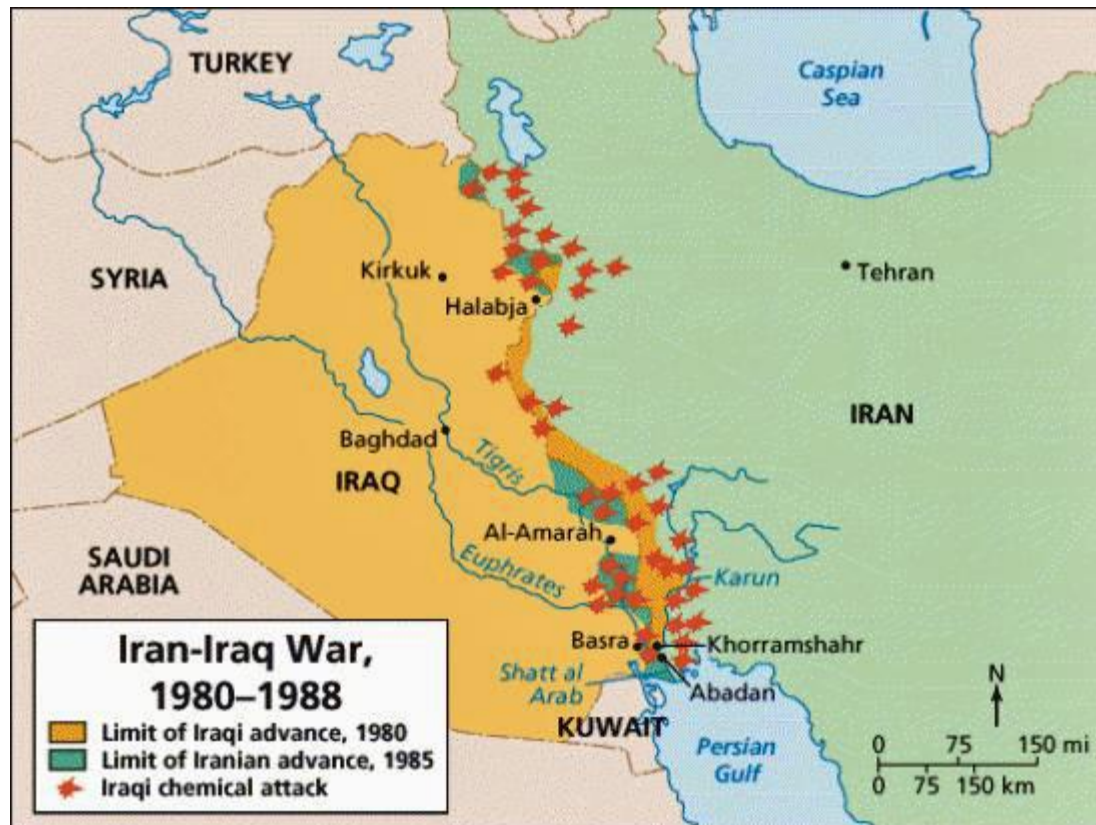 TURKEY
Caspian
Sea
SYRIA
Kirkuk
Tehran
Halabja
IRAN
Baghdad
Tigris
IRAQ
Al-Amarah
SAUDI
ARABIA
Euphrates
Karun
Iran-Iraq War,
1980–1988
Limit of Iraqi advance, 1980
Limit of Iranian advance, 1985
Iraqi chemical attack
Basra
Khorramshahr
Shatt al
Arab
Abadan
KUWAIT
Persian
Gulf
N
0 75 150 mi
0 75 150 km